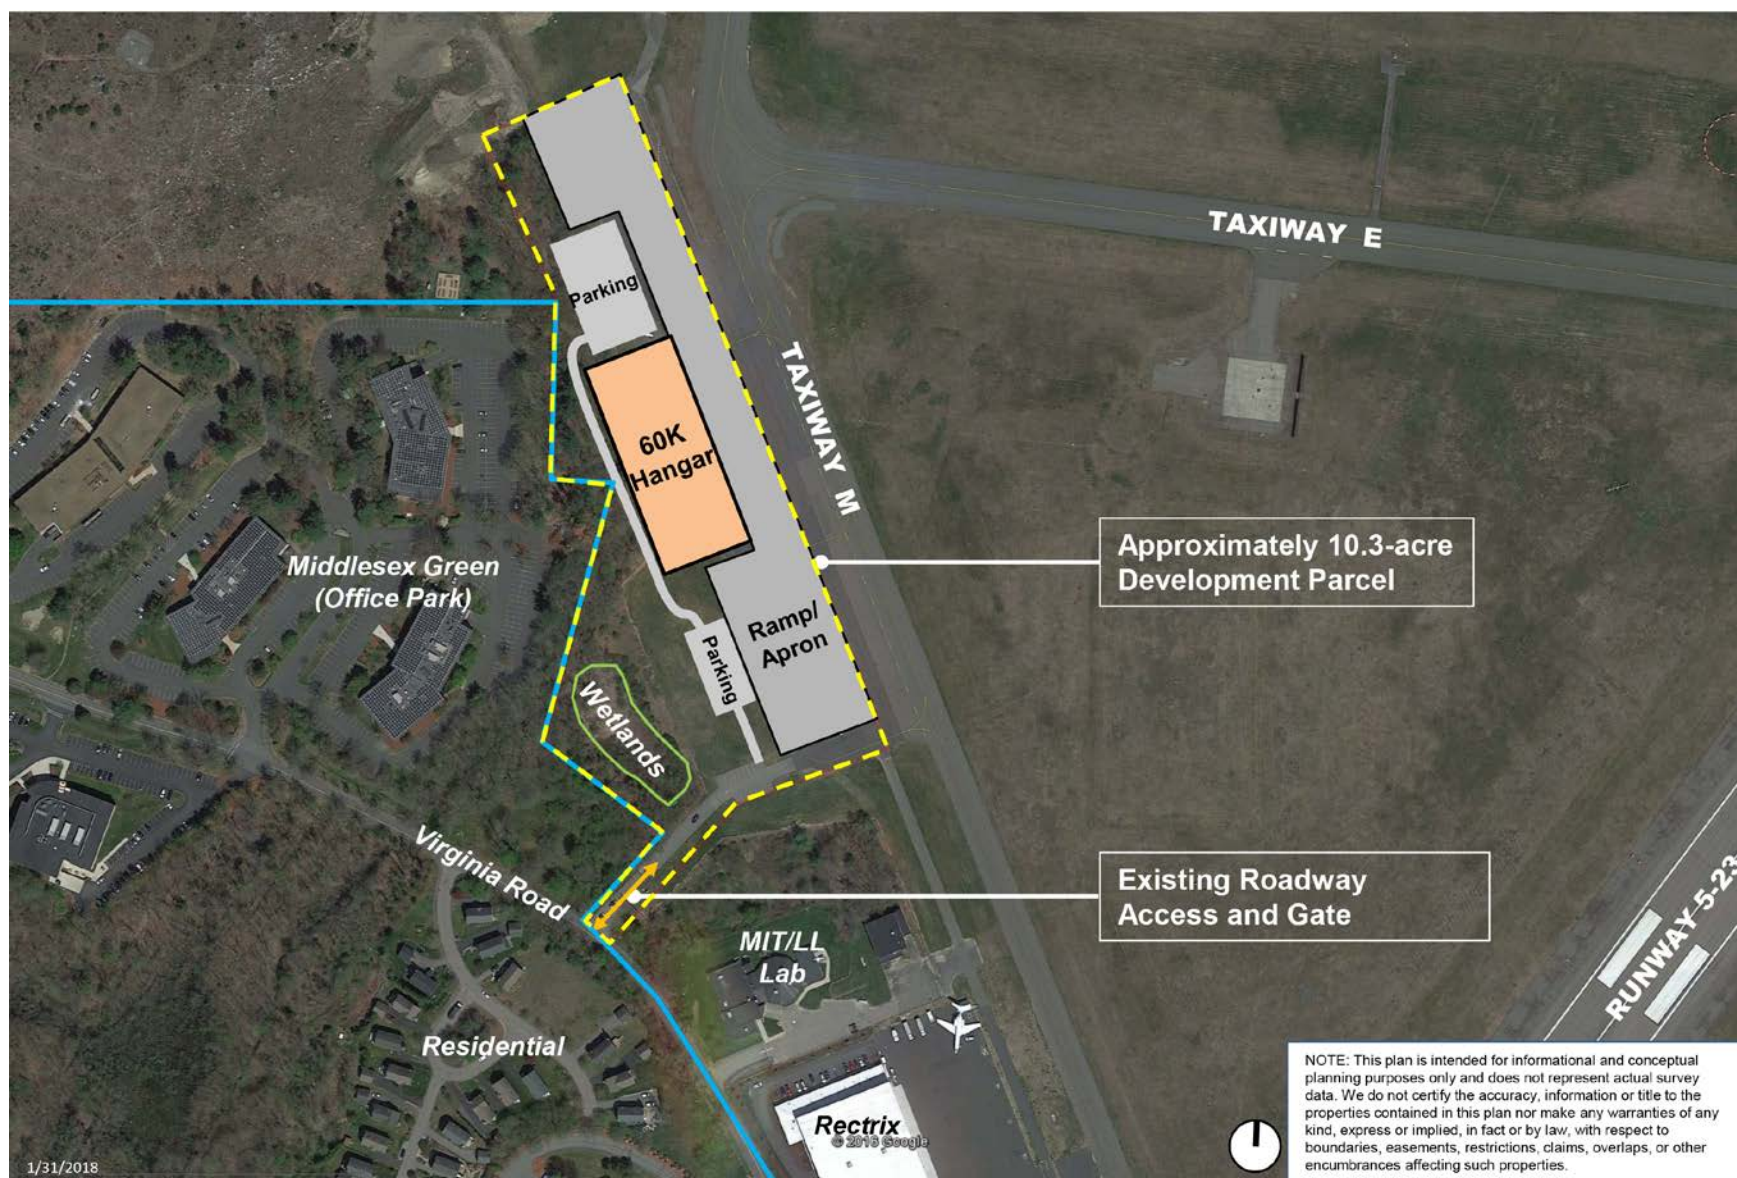 TAXIWAY E
Parking
TAXIWAY M
60K
Hangar
Approximately 10.3-acre
Development Parcel
Middlesex Green
(Office Park)
Ramp/
Apron
Parking
Wetlands
Virginia Road
Existing Roadway
Access and Gate
RUNWAY 5-23
MIT/LL
Lab
Residential
Rectrix
© 2016 Google
NOTE: This plan is intended for informational and conceptual
planning purposes only and does not represent actual survey
data. We do not certify the accuracy, information or title to the
properties contained in this plan nor make any warranties of any
kind, express or implied, in fact or by law, with respect to
boundaries, easements, restrictions, claims, overlaps, or other
encumbrances affecting such properties.
1/31/2018